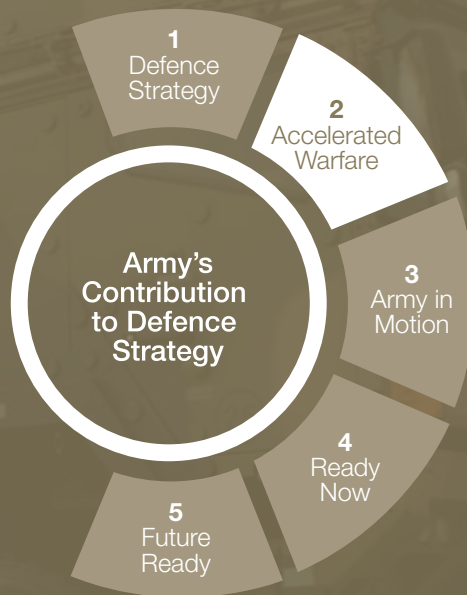 1
Defence
Strategy
2
Accelerated
Warfare
Army's
Contribution
to Defence
Strategy
3
Army in
Motion
4
Ready
Now
5
Future
Ready